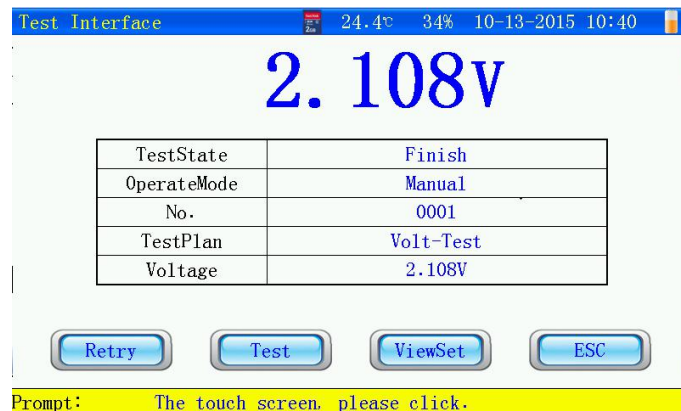 Test Interface 24.4℃ 34% 10-13-2015 10:40
2.108V
TestState Finish
OperateMode Manual
No. 0001
TestPlan Volt-Test
Voltage 2.108V
Retry Test ViewSet ESC
Prompt: The touch screen, please click.